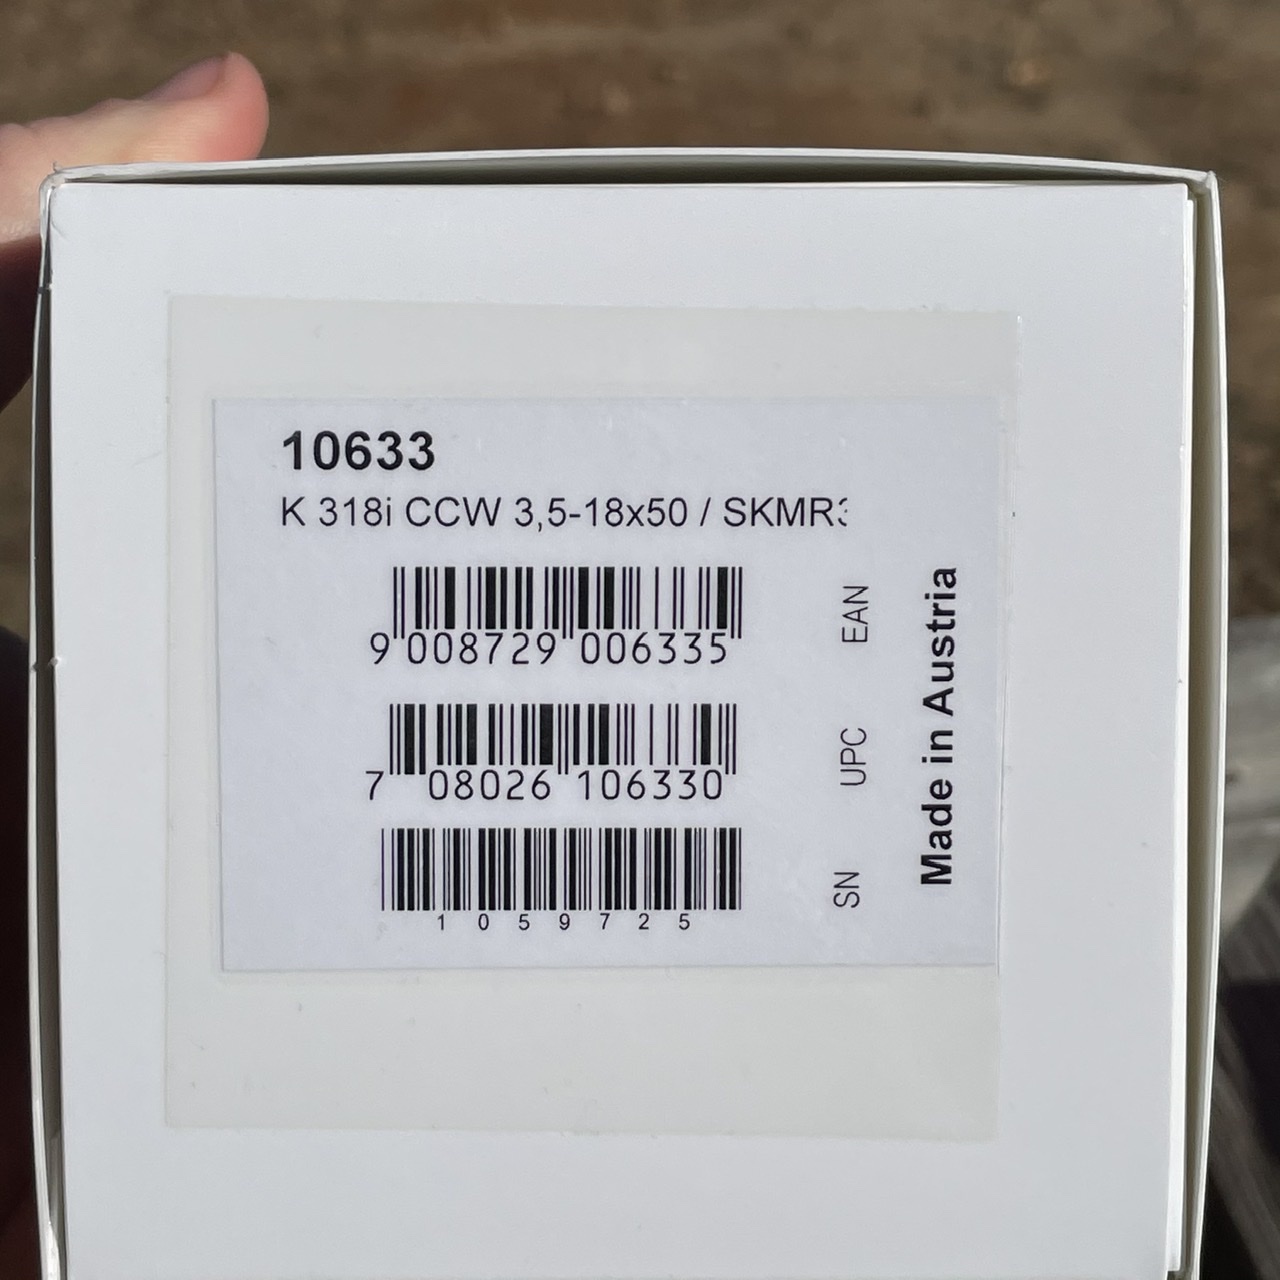 10633
K 318i CCW 3,5-18x50 / SKMR3
9 008729 006335
EAN
7 08026 106330
UPC
1 0 5 9 7 2 5
SN
Made in Austria